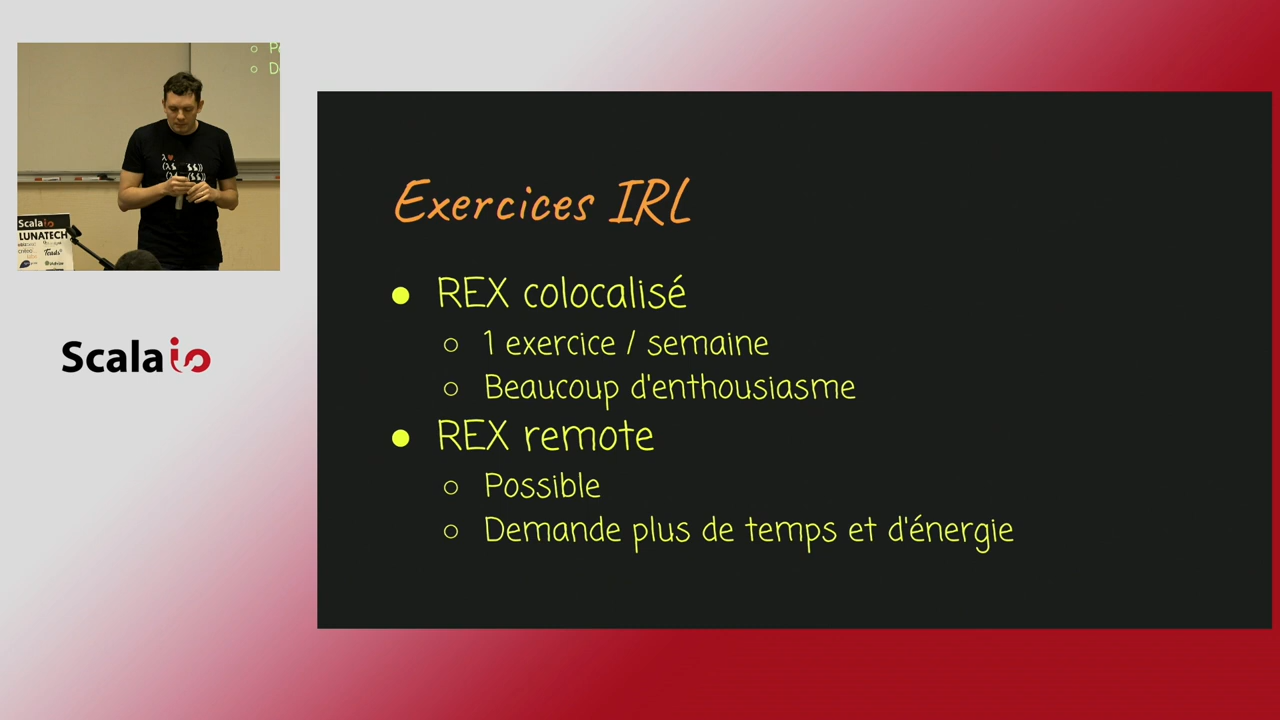 Exercices IRL
● REX colocalisé
○ 1 exercice / semaine
○ Beaucoup d'enthousiasme
● REX remote
○ Possible
○ Demande plus de temps et d'énergie
Scalaio
Scalaio
LUNATECH